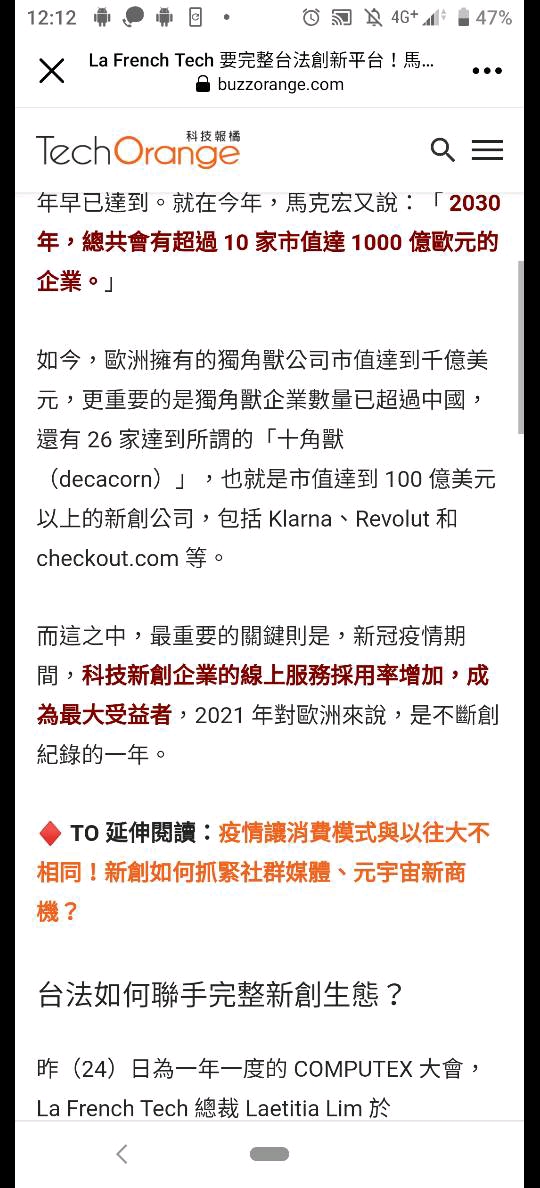 12:12
4G+
47%
La French Tech 要完整台法創新平台！馬...
buzzorange.com
科技報橘
TechOrange
年早已達到。就在今年，馬克宏又說：「 2030
年，總共會有超過 10 家市值達 1000 億歐元的
企業。」
如今，歐洲擁有的獨角獸公司市值達到千億美
元，更重要的是獨角獸企業數量已超過中國，
還有 26 家達到所謂的「十角獸
（decacorn）」，也就是市值達到 100 億美元
以上的新創公司，包括 Klarna、Revolut 和
checkout.com 等。
而這之中，最重要的關鍵則是，新冠疫情期
間，科技新創企業的線上服務採用率增加，成
為最大受益者，2021 年對歐洲來說，是不斷創
紀錄的一年。
TO 延伸閱讀：疫情讓消費模式與以往大不
相同！新創如何抓緊社群媒體、元宇宙新商
機？
台法如何聯手完整新創生態？
昨（24）日為一年一度的 COMPUTEX 大會，
La French Tech 總裁 Laetitia Lim 於